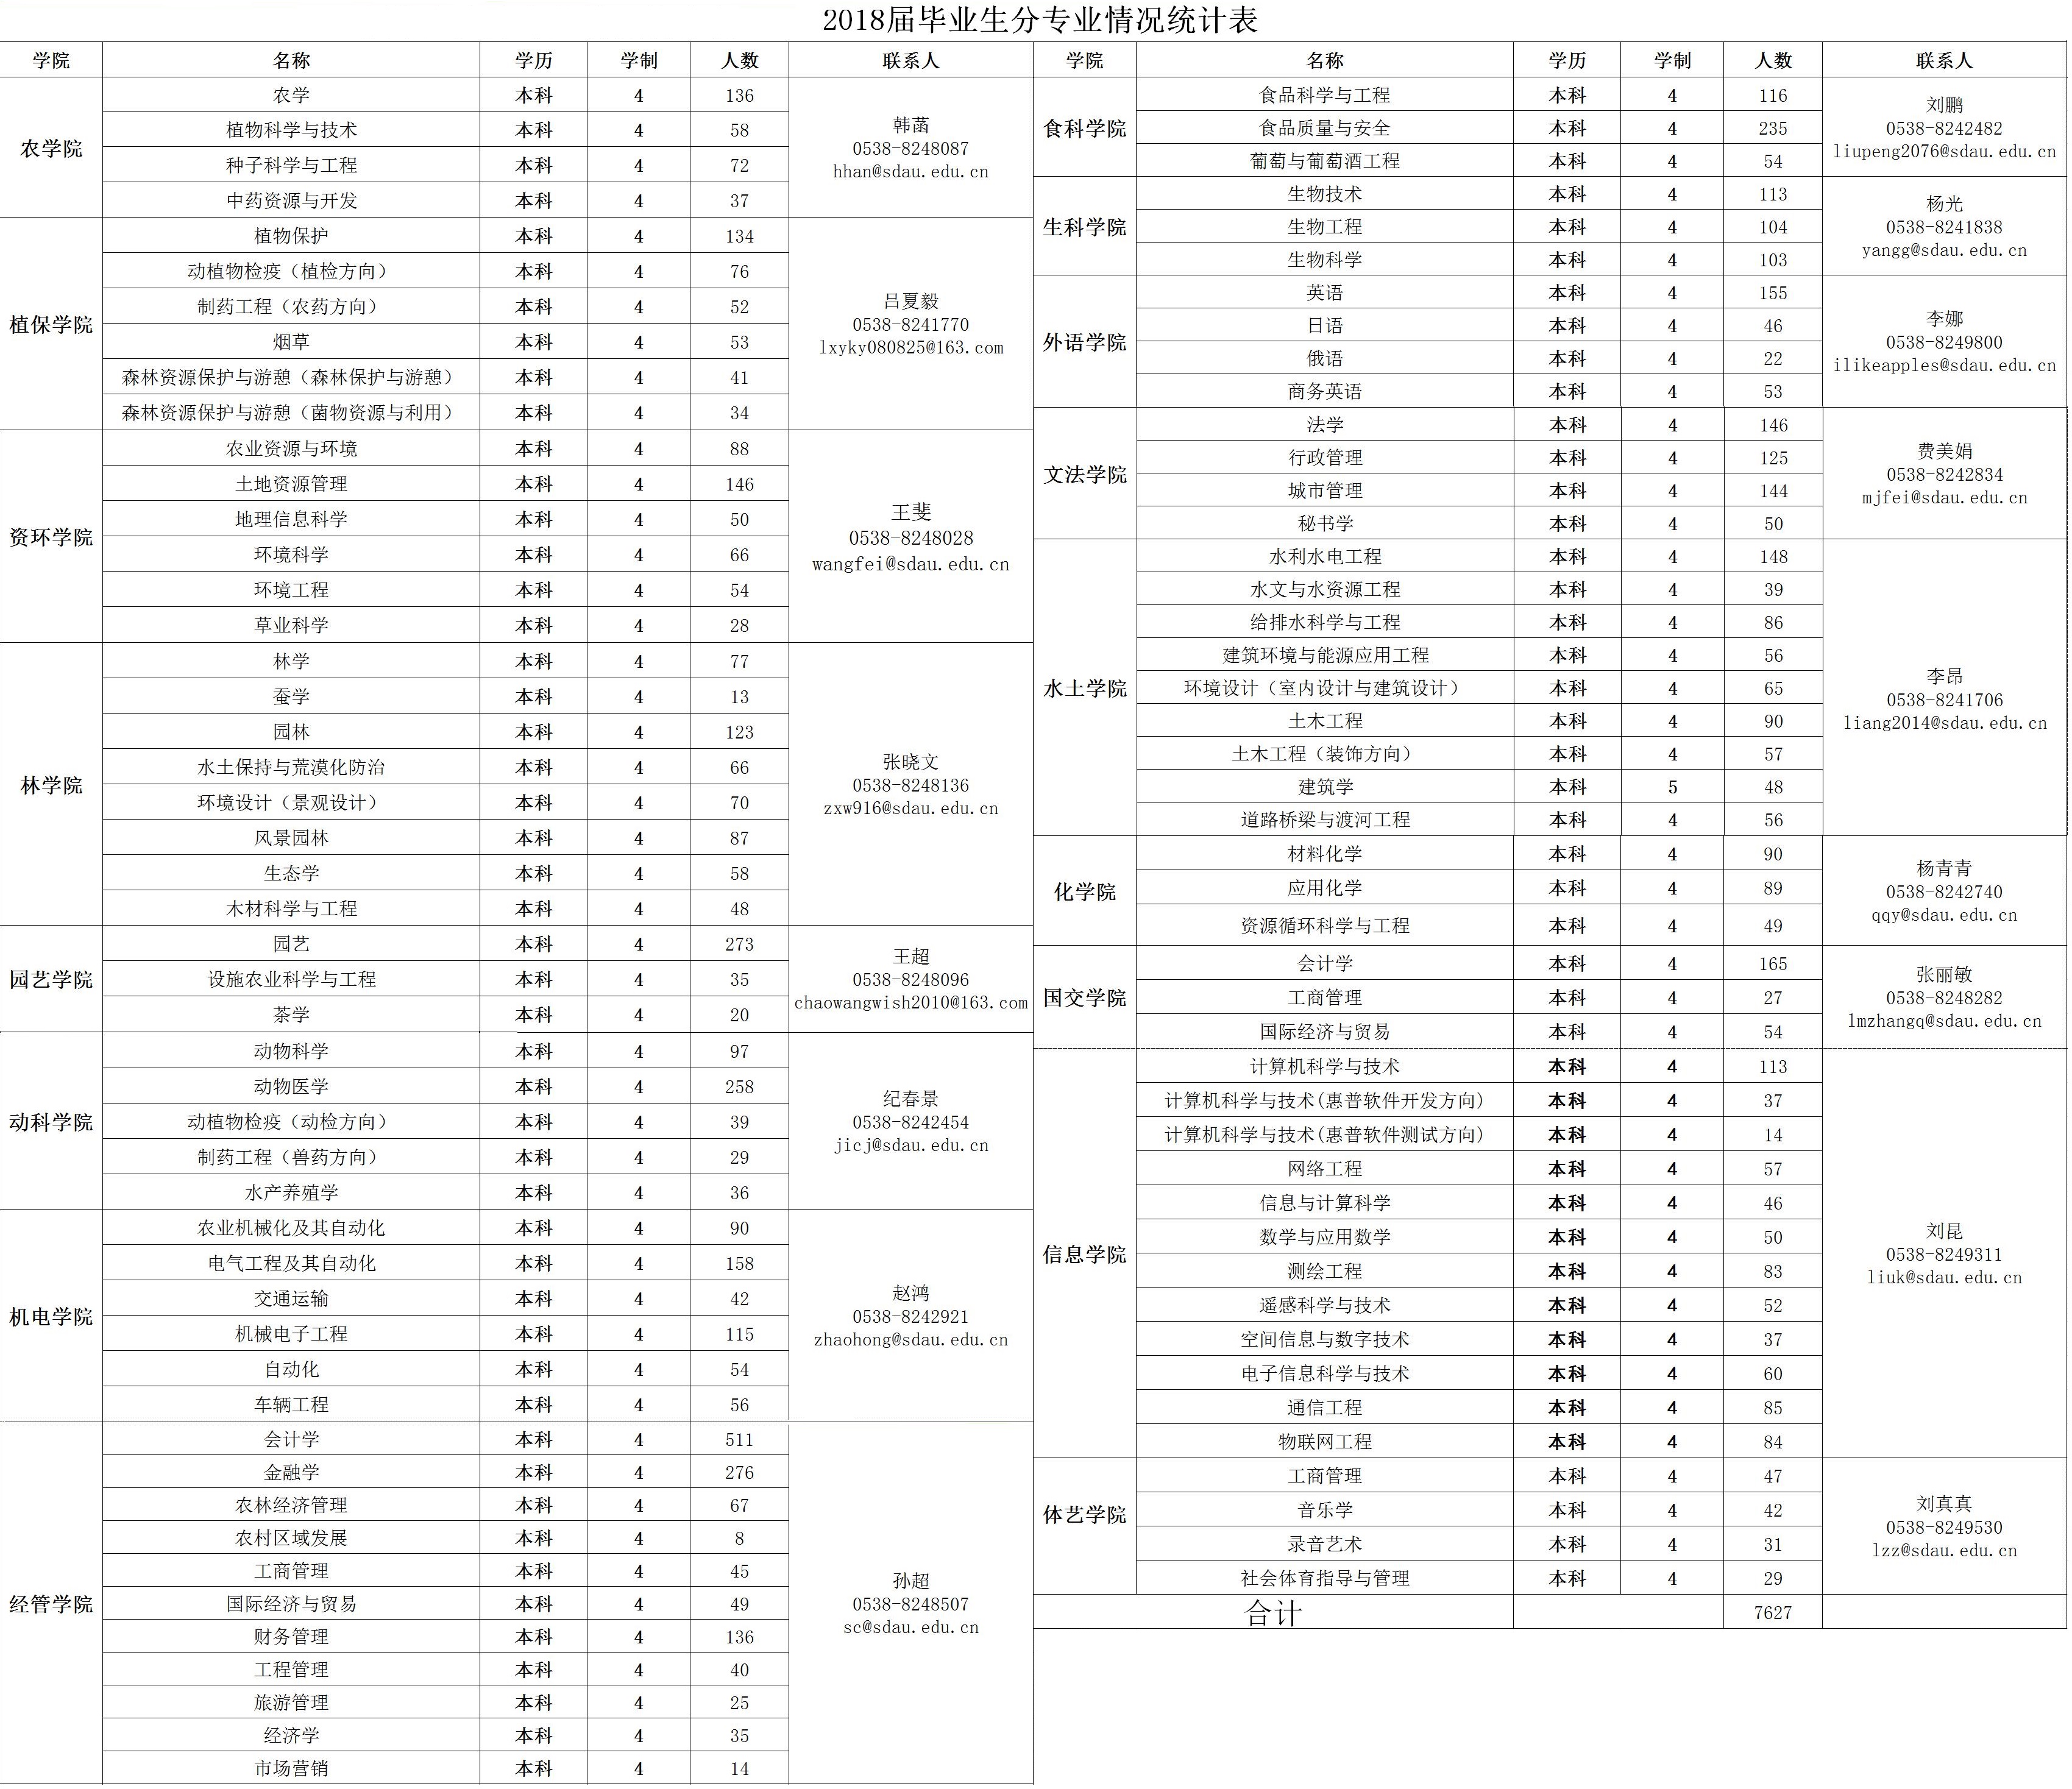 2018届毕业生分专业情况统计表
学院 名称 学历 学制 人数 联系人
农学院
农学 本科 4 136
植物科学与技术 本科 4 58
种子科学与工程 本科 4 72
中药资源与开发 本科 4 37
韩菡
0538-8248087
hhan@sdau.edu.cn
植保学院
植物保护 本科 4 134
动植物检疫（植检方向） 本科 4 76
制药工程（农药方向） 本科 4 52
烟草 本科 4 53
森林资源保护与游憩（森林保护与游憩） 本科 4 41
森林资源保护与游憩（菌物资源与利用） 本科 4 34
吕夏毅
0538-8241770
lxyky080825@163.com
资环学院
农业资源与环境 本科 4 88
土地资源管理 本科 4 146
地理信息科学 本科 4 50
环境科学 本科 4 66
环境工程 本科 4 54
草业科学 本科 4 28
王斐
0538-8248028
wangfei@sdau.edu.cn
林学院
林学 本科 4 77
蚕学 本科 4 13
园林 本科 4 123
水土保持与荒漠化防治 本科 4 66
环境设计（景观设计） 本科 4 70
风景园林 本科 4 87
生态学 本科 4 58
木材科学与工程 本科 4 48
张晓文
0538-8248136
zxw916@sdau.edu.cn
园艺学院
园艺 本科 4 273
设施农业科学与工程 本科 4 35
茶学 本科 4 20
王超
0538-8248096
chaowangwish2010@163.com
动科学院
动物科学 本科 4 97
动物医学 本科 4 258
动植物检疫（动检方向） 本科 4 39
制药工程（兽药方向） 本科 4 29
水产养殖学 本科 4 36
纪春景
0538-8242454
jicj@sdau.edu.cn
机电学院
农业机械化及其自动化 本科 4 90
电气工程及其自动化 本科 4 158
交通运输 本科 4 42
机械电子工程 本科 4 115
自动化 本科 4 54
车辆工程 本科 4 56
赵鸿
0538-8242921
zhaohong@sdau.edu.cn
经管学院
会计学 本科 4 511
金融学 本科 4 276
农林经济管理 本科 4 67
农村区域发展 本科 4 8
工商管理 本科 4 45
国际经济与贸易 本科 4 49
财务管理 本科 4 136
工程管理 本科 4 40
旅游管理 本科 4 25
经济学 本科 4 35
市场营销 本科 4 14
孙超
0538-8248507
sc@sdau.edu.cn
学院 名称 学历 学制 人数 联系人
食科学院
食品科学与工程 本科 4 116
食品质量与安全 本科 4 235
葡萄与葡萄酒工程 本科 4 54
刘鹏
0538-8242482
liupeng2076@sdau.edu.cn
生科学院
生物技术 本科 4 113
生物工程 本科 4 104
生物科学 本科 4 103
杨光
0538-8241838
yangg@sdau.edu.cn
外语学院
英语 本科 4 155
日语 本科 4 46
俄语 本科 4 22
商务英语 本科 4 53
李娜
0538-8249800
ilikeapples@sdau.edu.cn
文法学院
法学 本科 4 146
行政管理 本科 4 125
城市管理 本科 4 144
秘书学 本科 4 50
费美娟
0538-8242834
mjfei@sdau.edu.cn
水土学院
水利水电工程 本科 4 148
水文与水资源工程 本科 4 39
给排水科学与工程 本科 4 86
建筑环境与能源应用工程 本科 4 56
环境设计（室内设计与建筑设计） 本科 4 65
土木工程 本科 4 90
土木工程（装饰方向） 本科 4 57
建筑学 本科 5 48
道路桥梁与渡河工程 本科 4 56
李昂
0538-8241706
liang2014@sdau.edu.cn
化学院
材料化学 本科 4 90
应用化学 本科 4 89
资源循环科学与工程 本科 4 49
杨青青
0538-8242740
qqy@sdau.edu.cn
国交学院
会计学 本科 4 165
工商管理 本科 4 27
国际经济与贸易 本科 4 54
张丽敏
0538-8248282
lmzhangq@sdau.edu.cn
信息学院
计算机科学与技术 本科 4 113
计算机科学与技术(惠普软件开发方向) 本科 4 37
计算机科学与技术(惠普软件测试方向) 本科 4 14
网络工程 本科 4 57
信息与计算科学 本科 4 46
数学与应用数学 本科 4 50
测绘工程 本科 4 83
遥感科学与技术 本科 4 52
空间信息与数字技术 本科 4 37
电子信息科学与技术 本科 4 60
通信工程 本科 4 85
物联网工程 本科 4 84
刘昆
0538-8249311
liuk@sdau.edu.cn
体艺学院
工商管理 本科 4 47
音乐学 本科 4 42
录音艺术 本科 4 31
社会体育指导与管理 本科 4 29
刘真真
0538-8249530
lzz@sdau.edu.cn
合计 7627